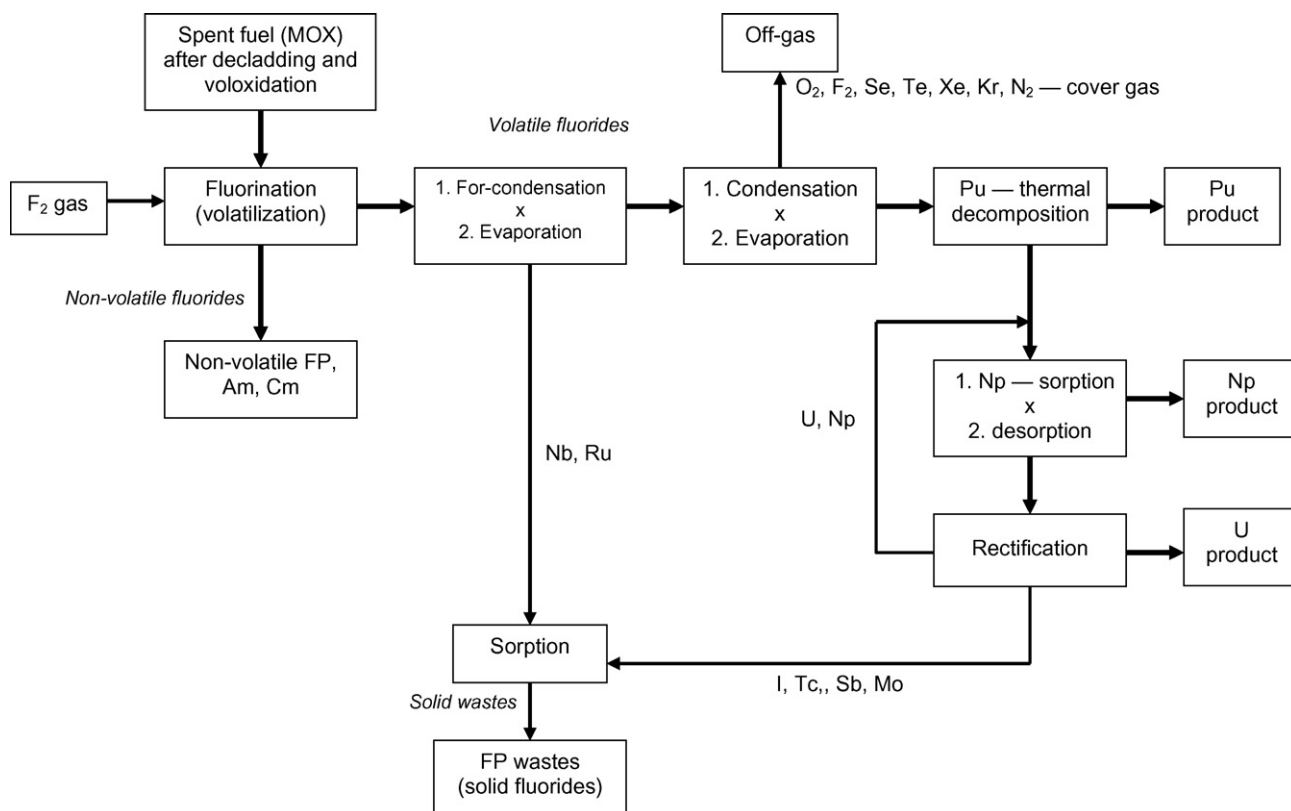 Spent fuel (MOX)
after decladding and
voloxidation
Off-gas
O₂, F₂, Se, Te, Xe, Kr, N₂ — cover gas
Volatile fluorides
F₂ gas
Fluorination
(volatilization)
1. For-condensation
x
2. Evaporation
1. Condensation
x
2. Evaporation
Pu — thermal
decomposition
Pu
product
Non-volatile fluorides
Non-volatile FP,
Am, Cm
U, Np
1. Np — sorption
x
2. desorption
Np
product
Nb, Ru
Rectification
U
product
Sorption
I, Tc,, Sb, Mo
Solid wastes
FP wastes
(solid fluorides)